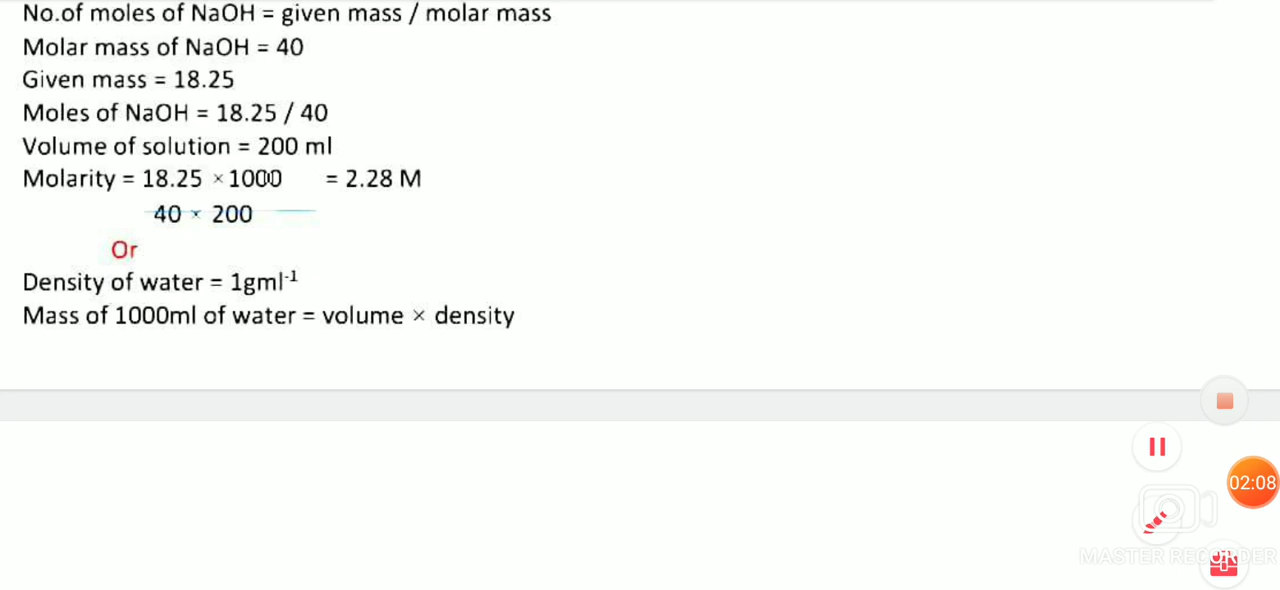 No.of moles of NaOH = given mass / molar mass
Molar mass of NaOH = 40
Given mass = 18.25
Moles of NaOH = 18.25 / 40
Volume of solution = 200 ml
Molarity = 18.25 × 1000 = 2.28 M
40 × 200
Or
Density of water = 1gml⁻¹
Mass of 1000ml of water = volume × density
02:08
MASTER RECORDER